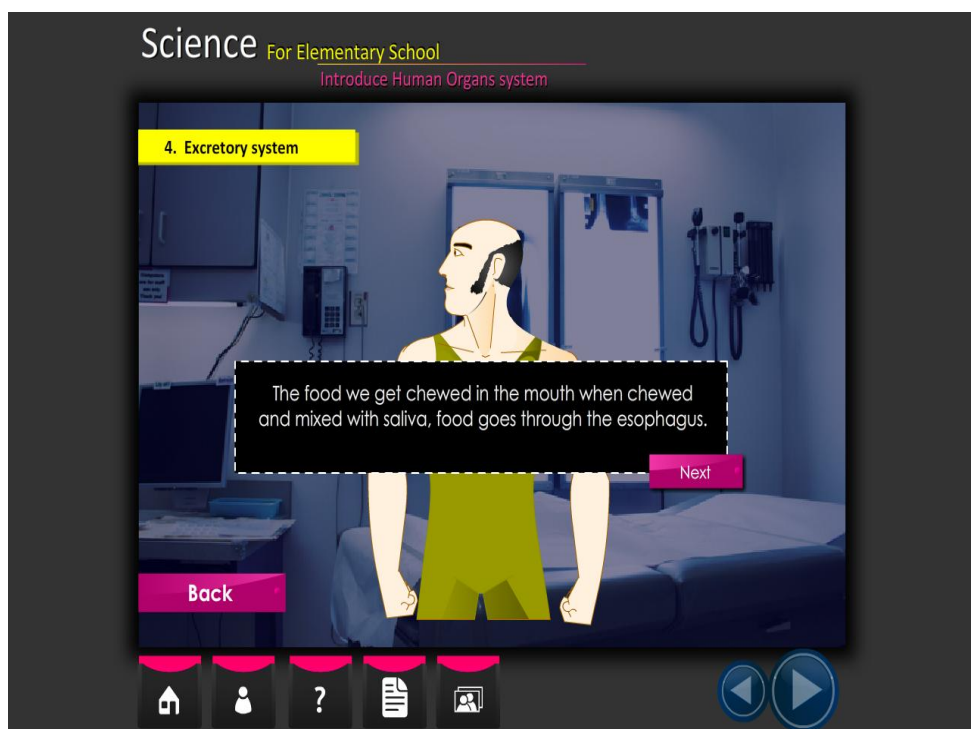 Science For Elementary School
Introduce Human Organs system
4. Excretory system
The food we get chewed in the mouth when chewed
and mixed with saliva, food goes through the esophagus.
Next
Back
?